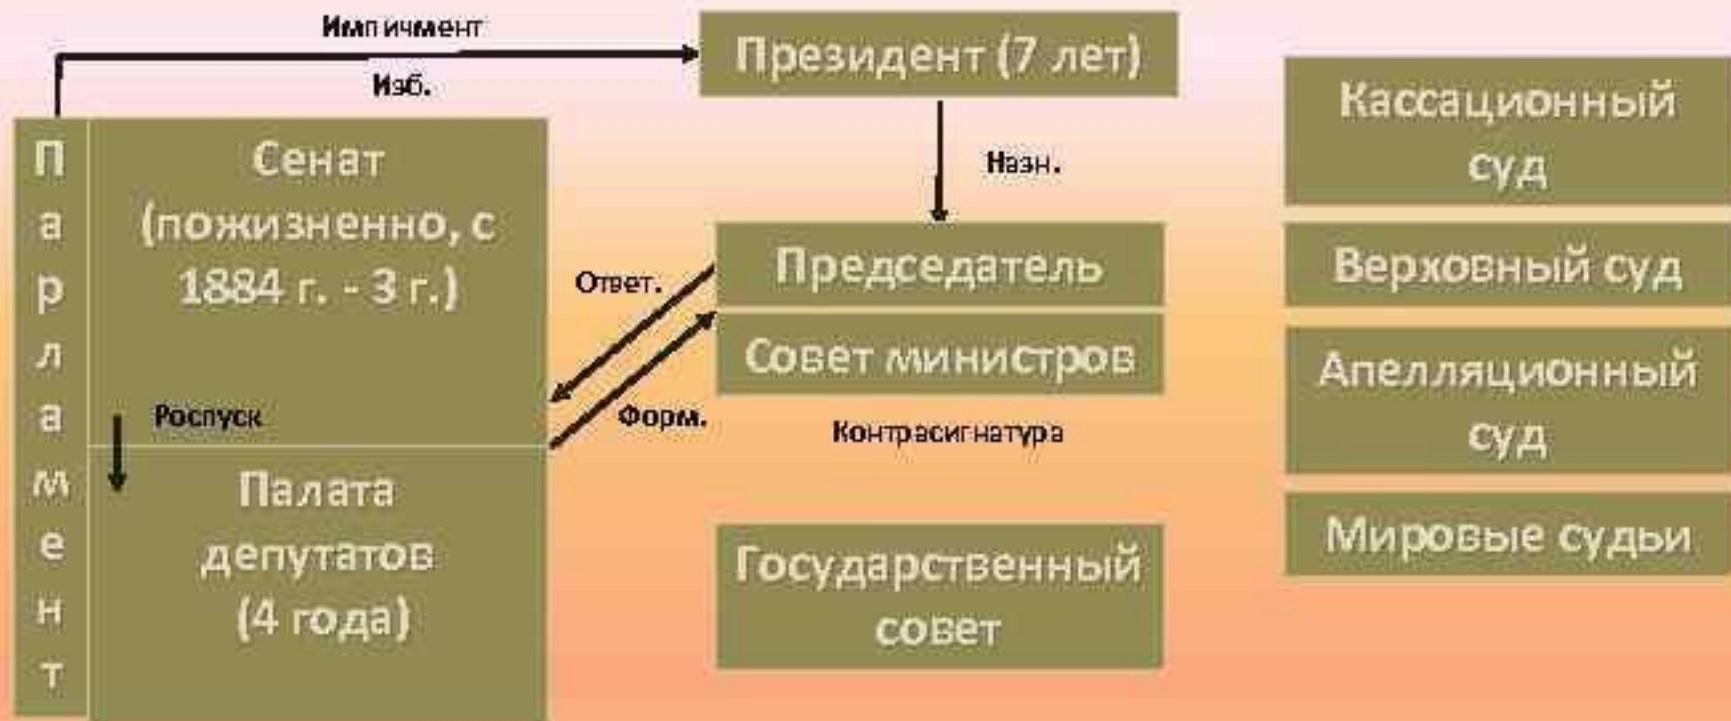 Импичмент
Изб.
Президент (7 лет)
Назн.
Парламент
Сенат
(пожизненно, с
1884 г. - 3 г.)
Роспуск
Палата
депутатов
(4 года)
Ответ.
Форм.
Председатель
Совет министров
Контрасигнатура
Государственный
совет
Кассационный
суд
Верховный суд
Апелляционный
суд
Мировые судьи